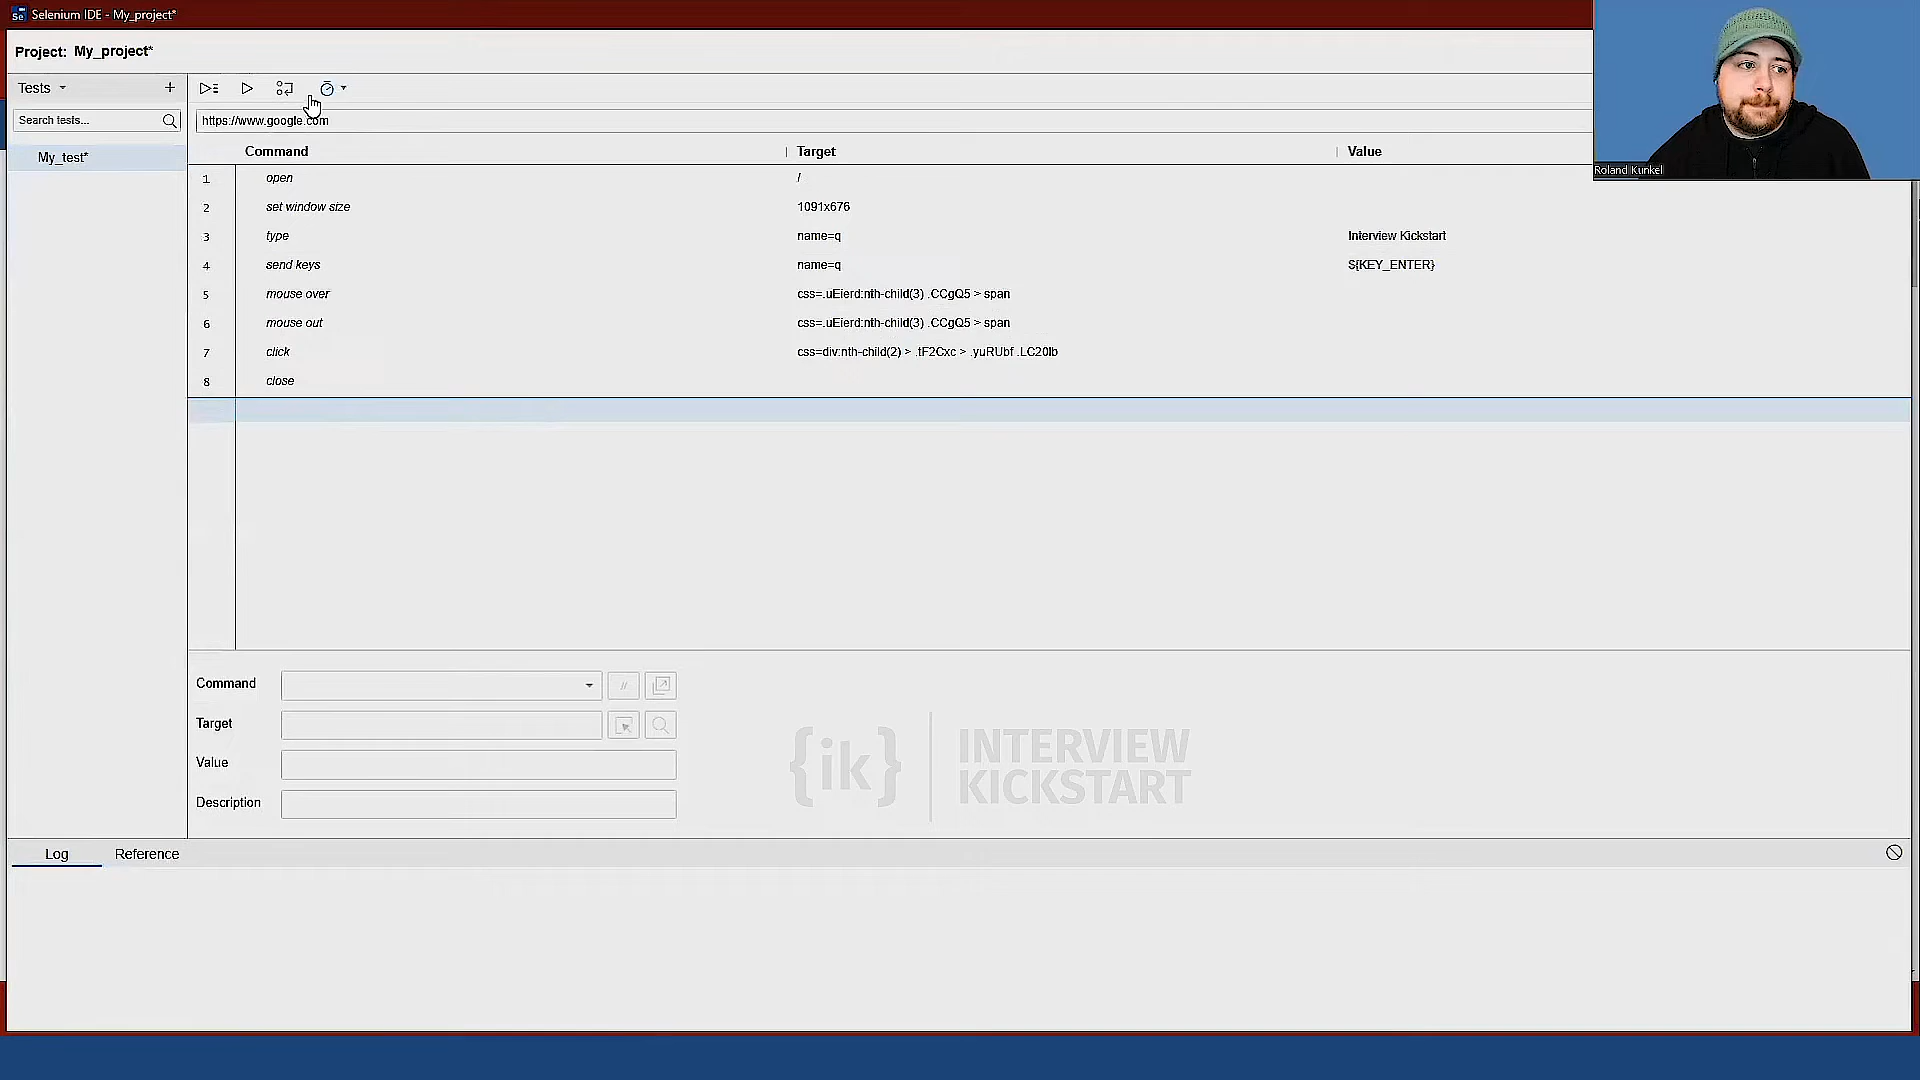 Selenium IDE - My_project*
Project: My_project*
Tests
Search tests...
https://www.google.com
My_test*
Command Target Value
Roland Kunkel
1 open /
2 set window size 1091x676
3 type name=q Interview Kickstart
4 send keys name=q ${KEY_ENTER}
5 mouse over css=.uEierd:nth-child(3) .CCgQ5 > span
6 mouse out css=.uEierd:nth-child(3) .CCgQ5 > span
7 click css=div:nth-child(2) > .tF2Cxc > .yuRUbf .LC20lb
8 close
Command //
Target
Value
Description
{ik} INTERVIEW
KICKSTART
Log Reference